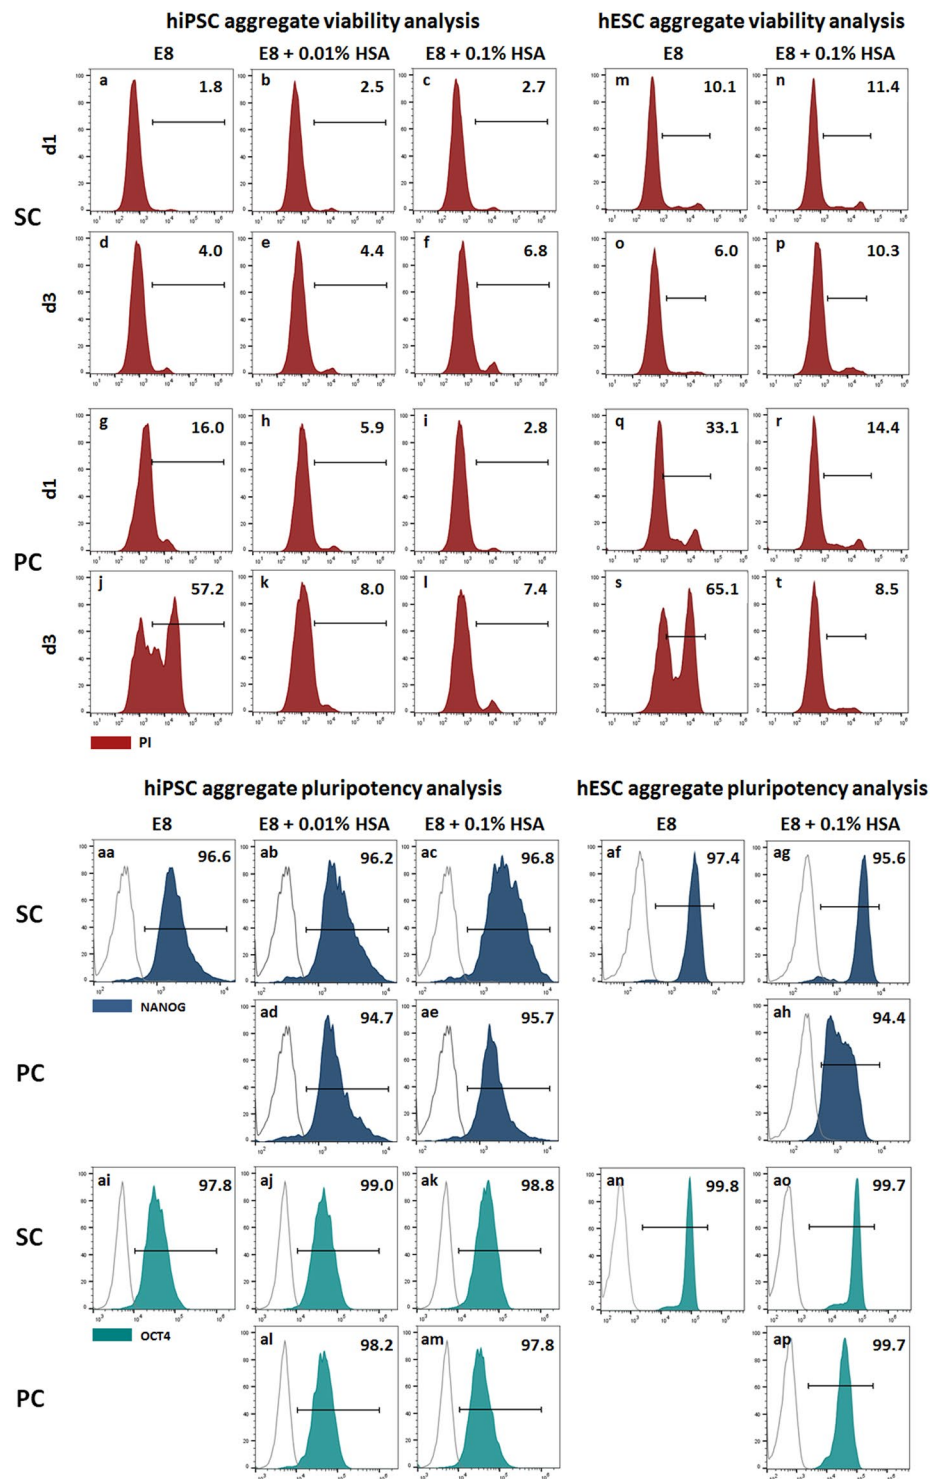 hiPSC aggregate viability analysis hESC aggregate viability analysis
E8 E8 + 0.01% HSA E8 + 0.1% HSA E8 E8 + 0.1% HSA
SC
d1
a 1.8 b 2.5 c 2.7 m 10.1 n 11.4
d3
d 4.0 e 4.4 f 6.8 o 6.0 p 10.3
PC
d1
g 16.0 h 5.9 i 2.8 q 33.1 r 14.4
d3
j 57.2 k 8.0 l 7.4 s 65.1 t 8.5
PI
hiPSC aggregate pluripotency analysis hESC aggregate pluripotency analysis
E8 E8 + 0.01% HSA E8 + 0.1% HSA E8 E8 + 0.1% HSA
SC
aa 96.6 ab 96.2 ac 96.8 af 97.4 ag 95.6
NANOG
PC
ad 94.7 ae 95.7 ah 94.4
SC
ai 97.8 aj 99.0 ak 98.8 an 99.8 ao 99.7
OCT4
PC
al 98.2 am 97.8 ap 99.7